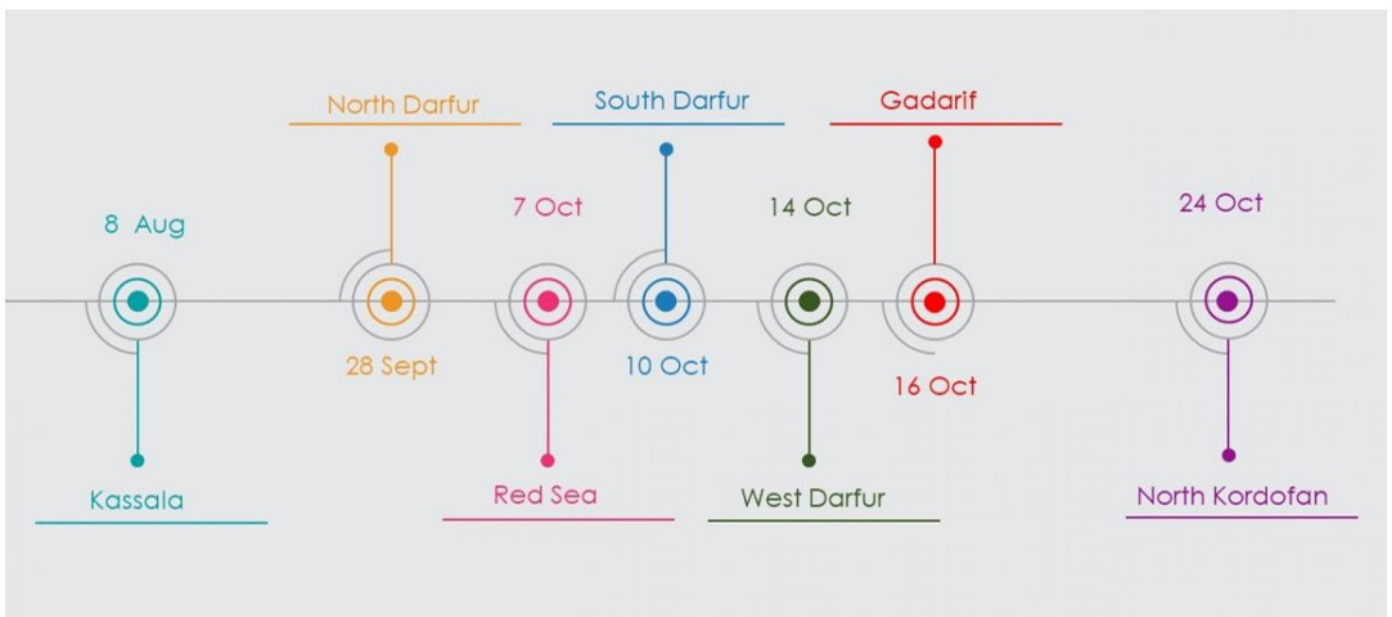 North Darfur
South Darfur
Gadarif
8 Aug
7 Oct
14 Oct
24 Oct
28 Sept
10 Oct
16 Oct
Kassala
Red Sea
West Darfur
North Kordofan